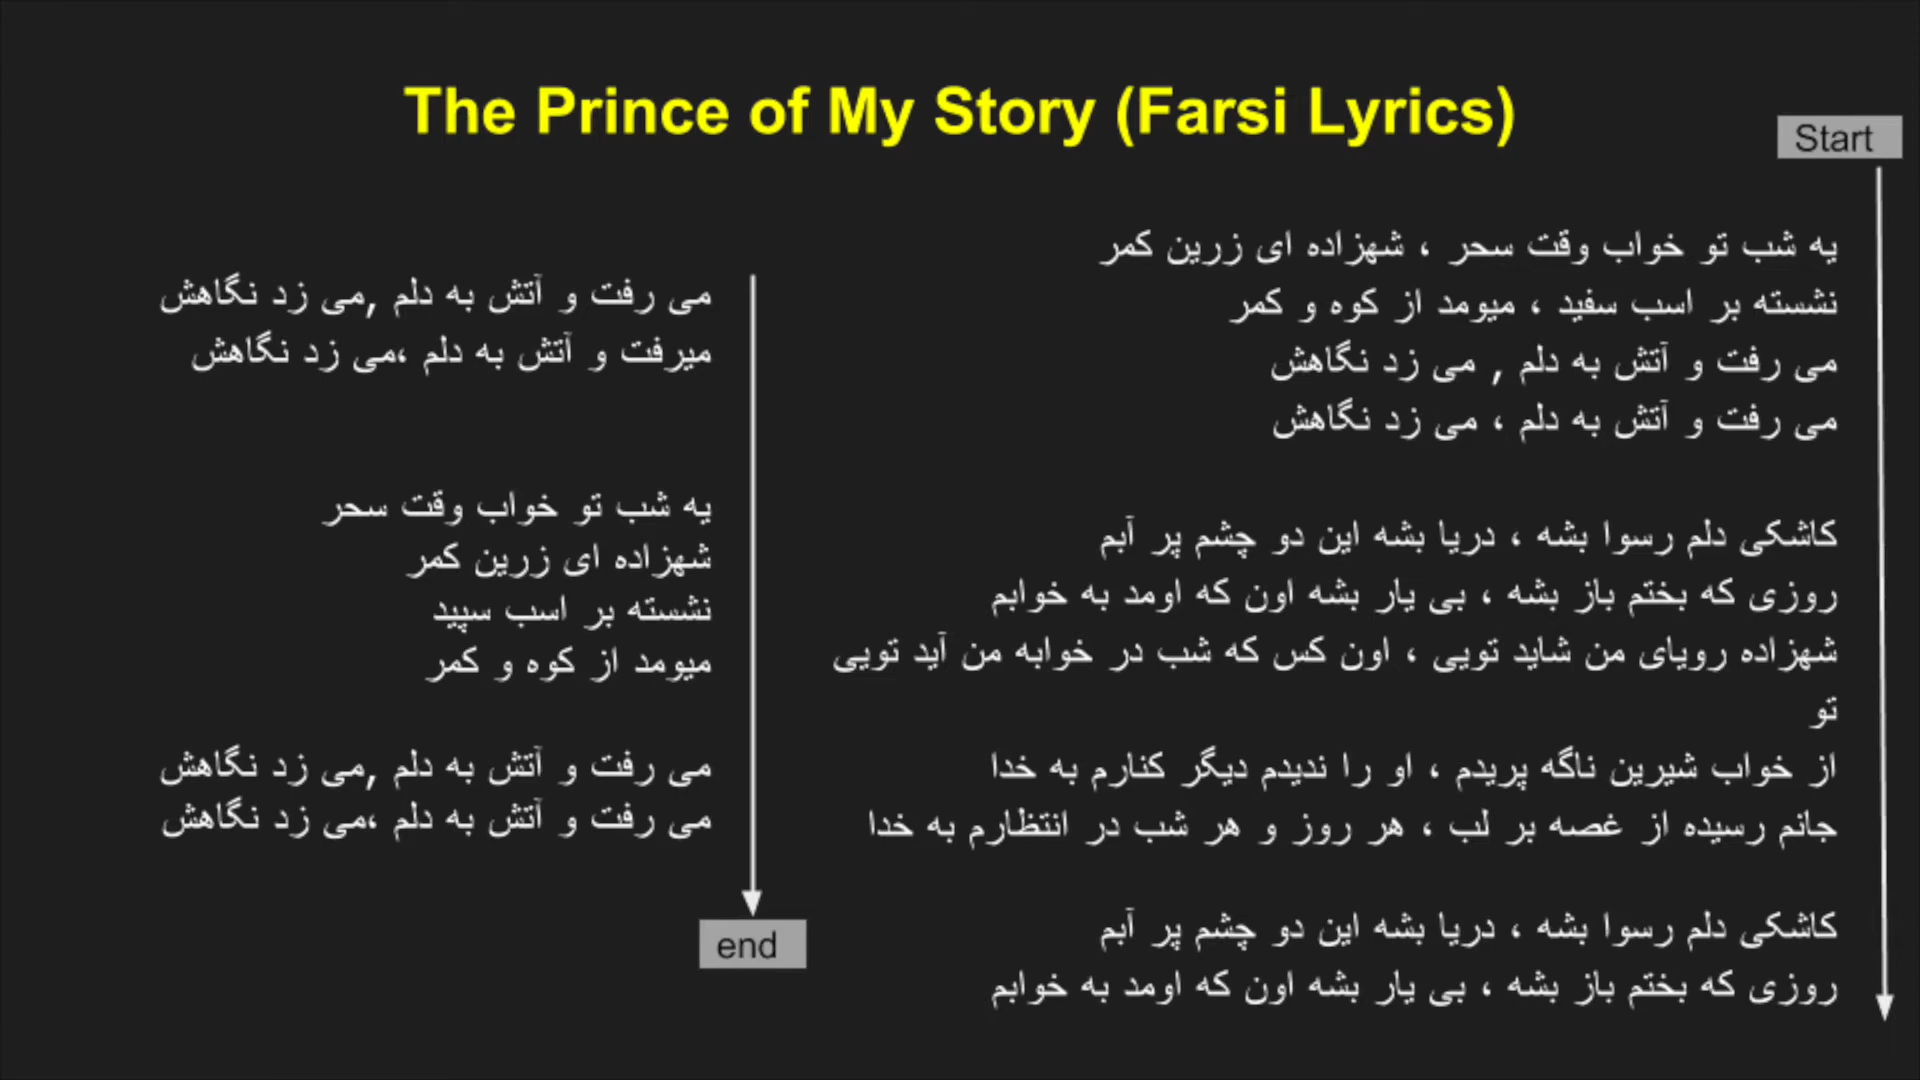 The Prince of My Story (Farsi Lyrics)
Start
یه شب تو خواب وقت سحر ، شهزاده ای زرین کمر
نشسته بر اسب سفید ، میومد از کوه و کمر
می رفت و آتش به دلم , می زد نگاهش
می رفت و آتش به دلم ، می زد نگاهش
کاشکی دلم رسوا بشه ، دریا بشه این دو چشم پر آبم
روزی که بختم باز بشه ، بی یار بشه اون که اومد به خوابم
شهزاده رویای من شاید تویی ، اون کس که شب در خوابه من آید تویی
تو
از خواب شیرین ناگه پریدم ، او را ندیدم دیگر کنارم به خدا
جانم رسیده از غصه بر لب ، هر روز و هر شب در انتظارم به خدا
کاشکی دلم رسوا بشه ، دریا بشه این دو چشم پر آبم
روزی که بختم باز بشه ، بی یار بشه اون که اومد به خوابم
می رفت و آتش به دلم ,می زد نگاهش
میرفت و آتش به دلم ،می زد نگاهش
یه شب تو خواب وقت سحر
شهزاده ای زرین کمر
نشسته بر اسب سپید
میومد از کوه و کمر
می رفت و آتش به دلم ,می زد نگاهش
می رفت و آتش به دلم ،می زد نگاهش
end